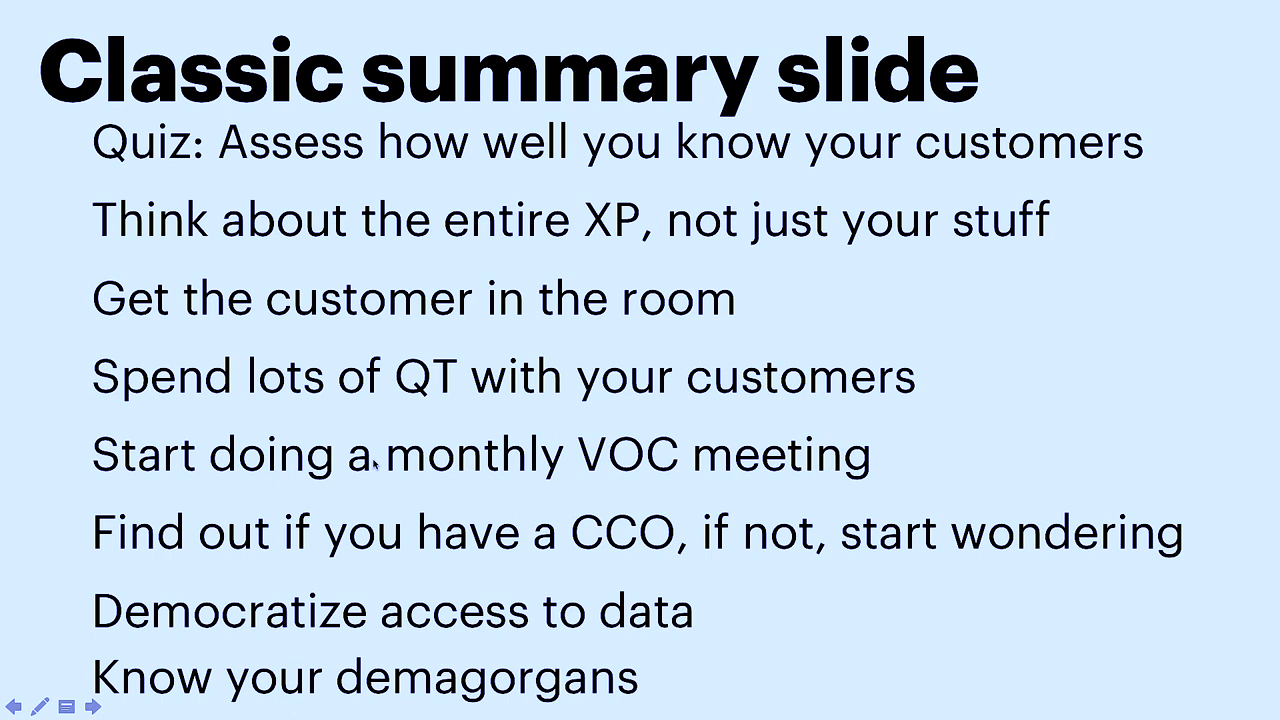 Classic summary slide
Quiz: Assess how well you know your customers
Think about the entire XP, not just your stuff
Get the customer in the room
Spend lots of QT with your customers
Start doing a monthly VOC meeting
Find out if you have a CCO, if not, start wondering
Democratize access to data
Know your demagorgans